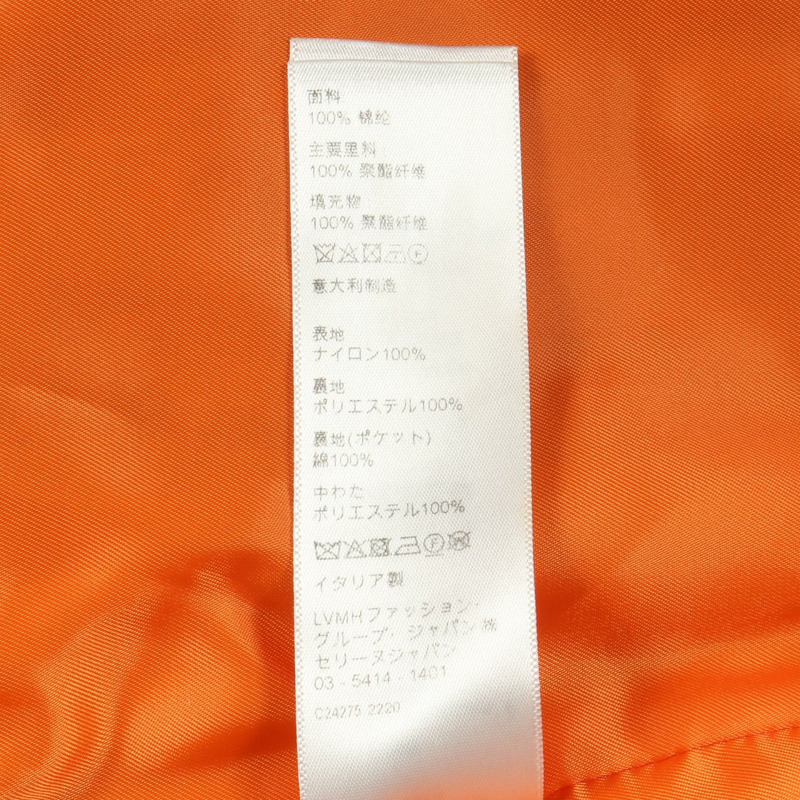 面料
100% 锦纶
主要里料
100% 聚酯纤维
填充物
100% 聚酯纤维
意大利制造
表地
ナイロン100%
裏地
ポリエステル100%
裏地(ポケット)
綿100%
中わた
ポリエステル100%
イタリア製
LVMHファッション・
グループ・ジャパン㈱
セリーヌジャパン
03 - 5414 - 1401
C24275 2220